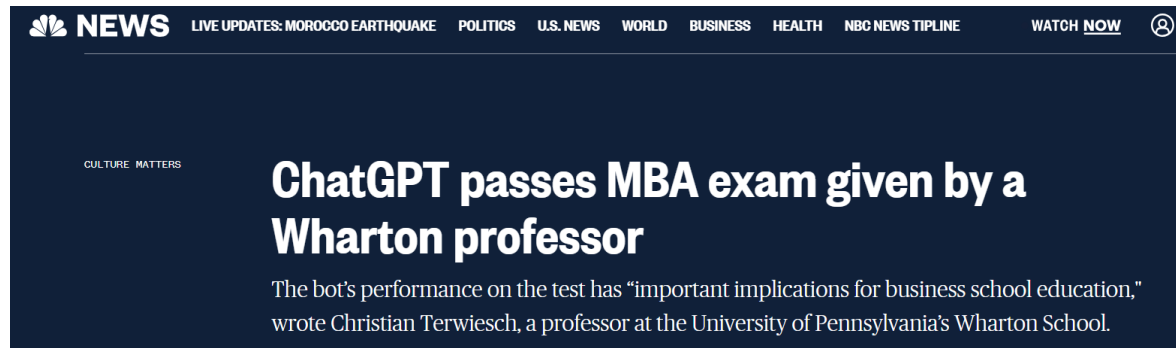 NEWS LIVE UPDATES: MOROCCO EARTHQUAKE POLITICS U.S. NEWS WORLD BUSINESS HEALTH NBC NEWS TIPLINE WATCH NOW
CULTURE MATTERS
ChatGPT passes MBA exam given by a
Wharton professor
The bot's performance on the test has “important implications for business school education,"
wrote Christian Terwiesch, a professor at the University of Pennsylvania's Wharton School.